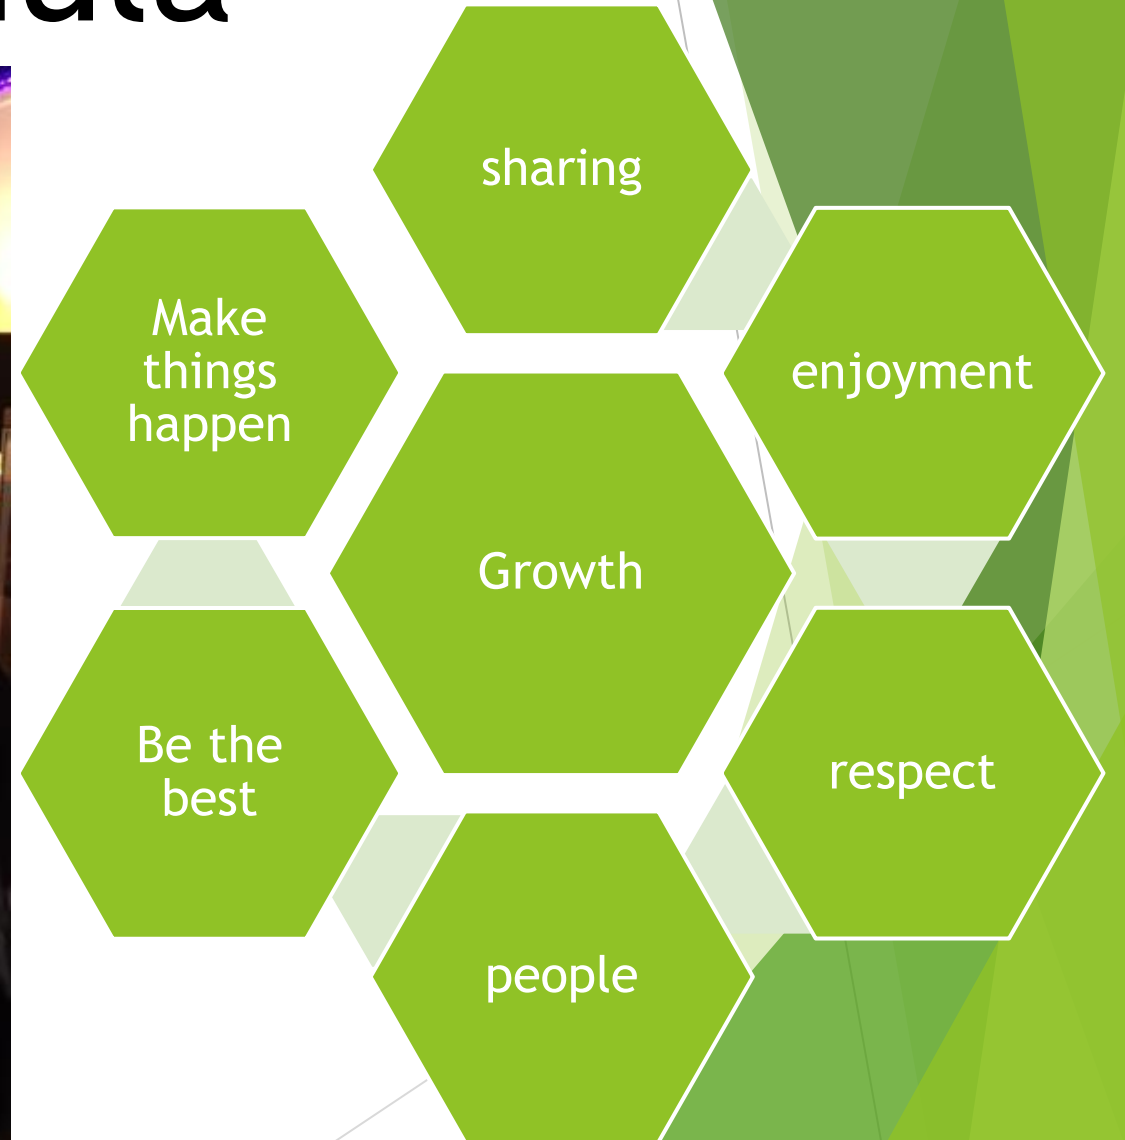 sharing
Make
things
happen
enjoyment
Growth
Be the
best
respect
people